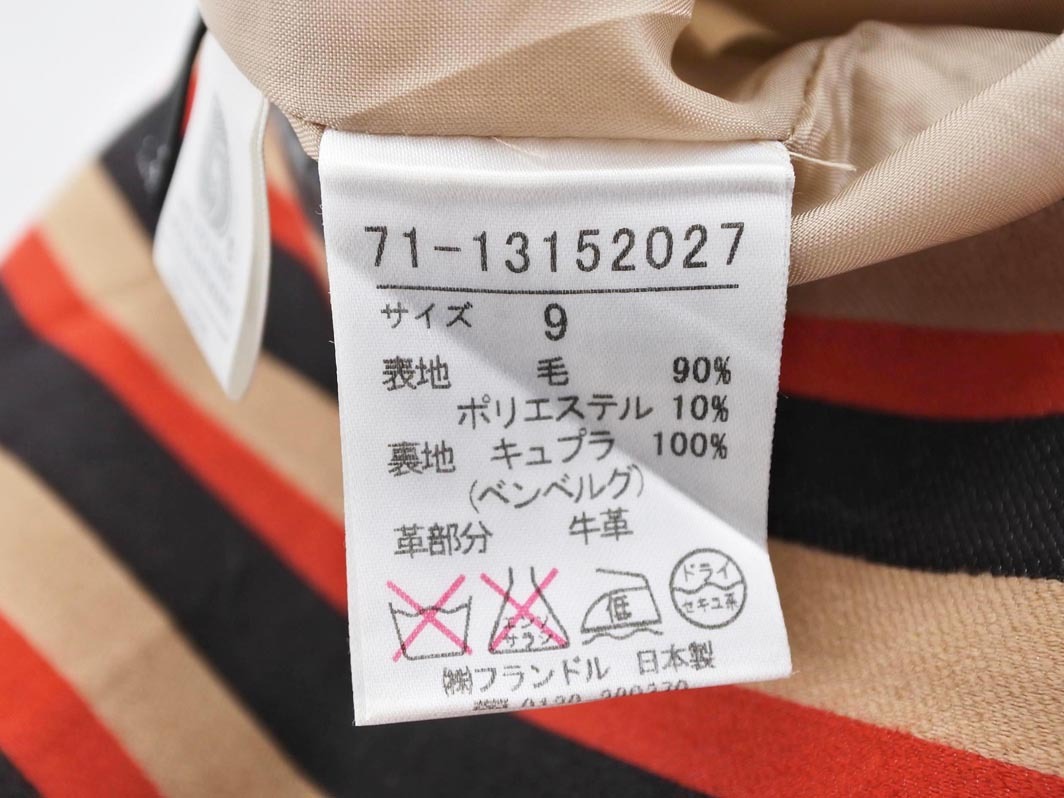 71-13152027
サイズ 9
表地 毛 90%
ポリエステル 10%
裏地 キュプラ 100%
(ベンベルグ)
革部分 牛革
エンソ サラシ 低 ドライ セキユ系
㈱フランドル 日本製